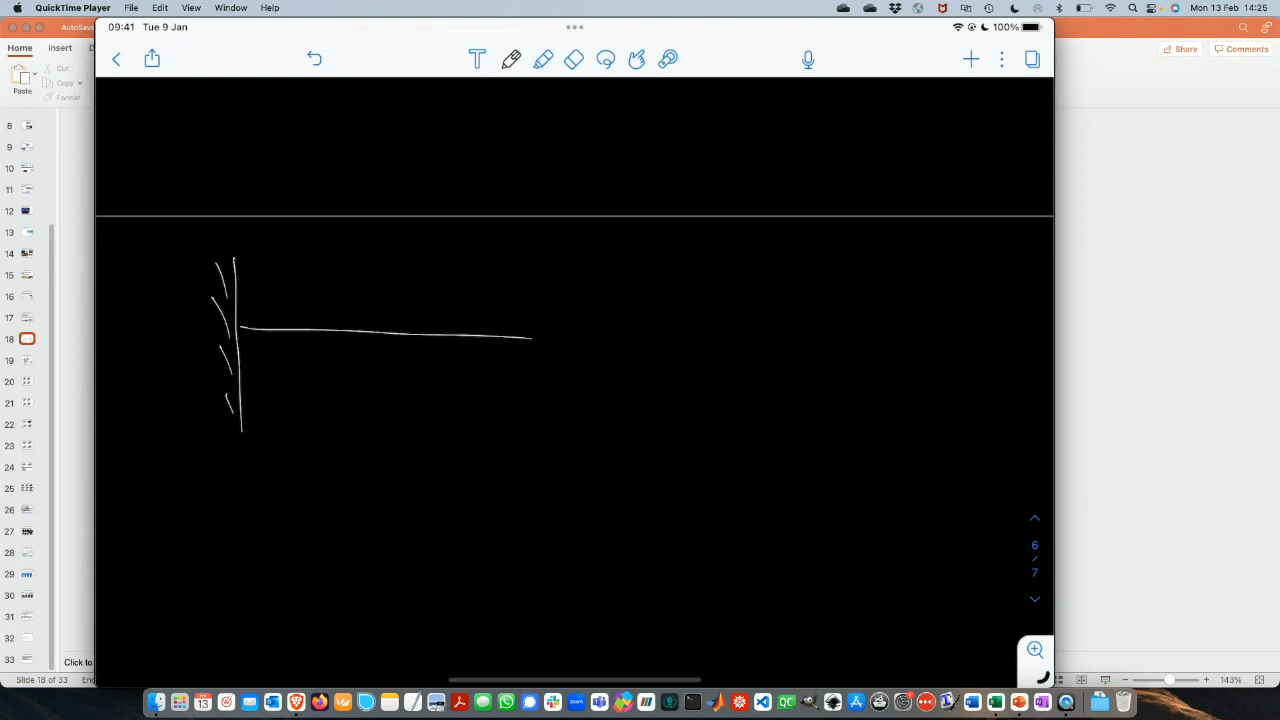 QuickTime Player File Edit View Window Help
Mon 13 Feb 14:25
AutoSave
09:41 Tue 9 Jan
100%
Home Insert
Share Comments
Cut
Copy
Paste
Format
8
9
10
11
12
13
14
15
16
17
18
19
20
21
22
23
24
25
26
27
28
29
30
31
32
33
6
7
Click to
Slide 18 of 33
143%